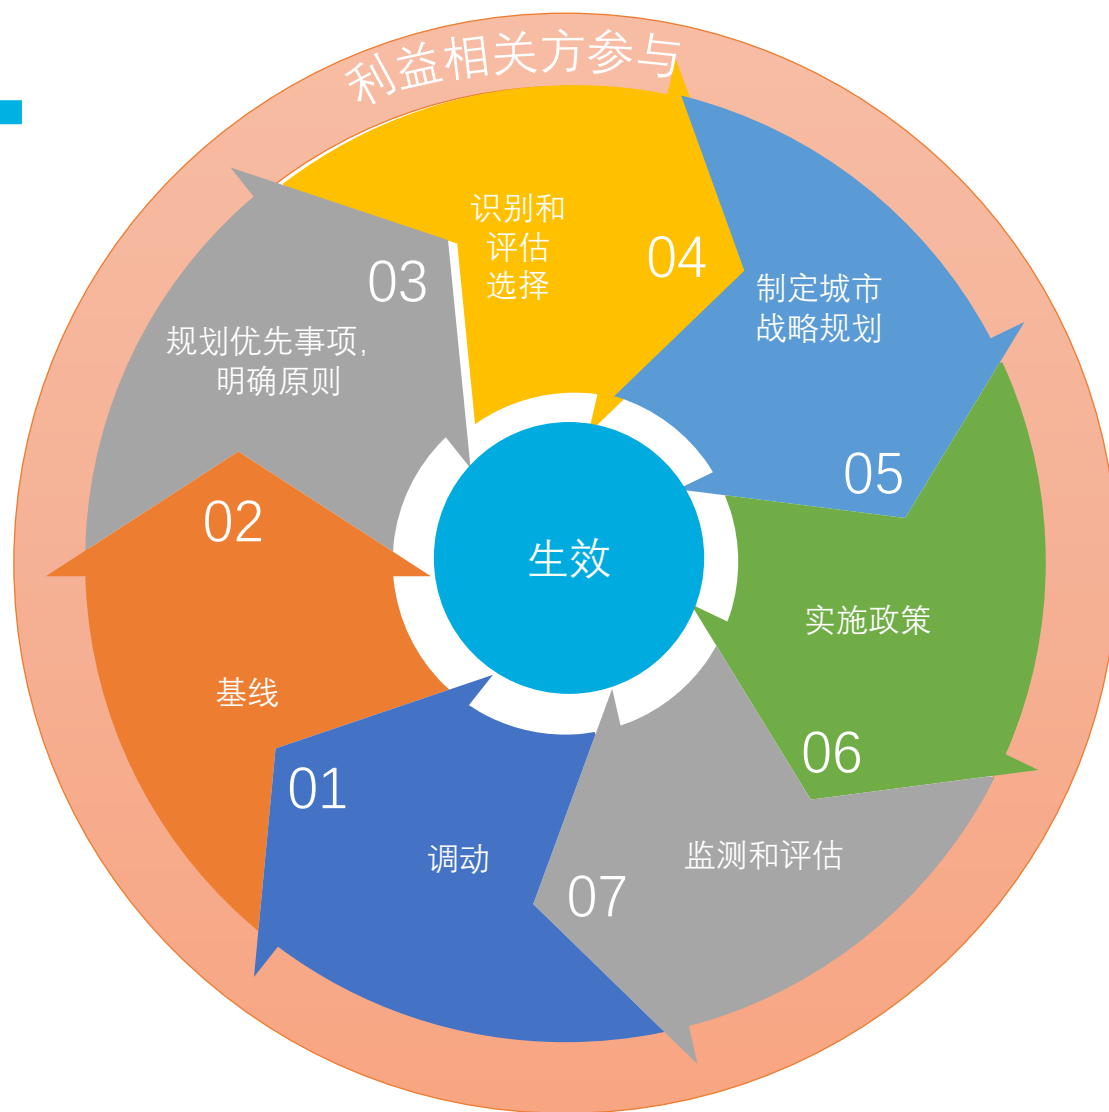 利益相关方参与
识别和
评估
选择
04
制定城市
战略规划
03
规划优先事项,
明确原则
05
02
生效
实施政策
基线
06
01
调动
监测和评估
07